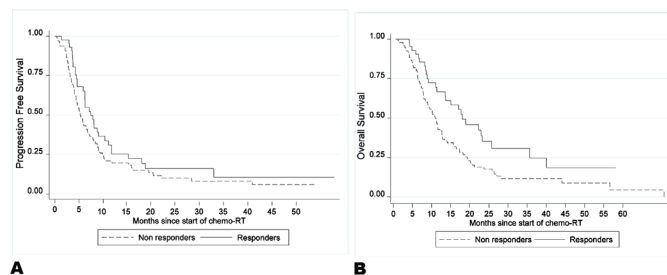 Progression Free Survival
1.00
0.75
0.50
0.25
0.00
0 5 10 15 20 25 30 35 40 45 50
Months since start of chemo-RT
Non responders Responders
A
Overall Survival
1.00
0.75
0.50
0.25
0.00
0 5 10 15 20 25 30 35 40 45 55 60
Months since start of chemo-RT
Non responders Responders
B